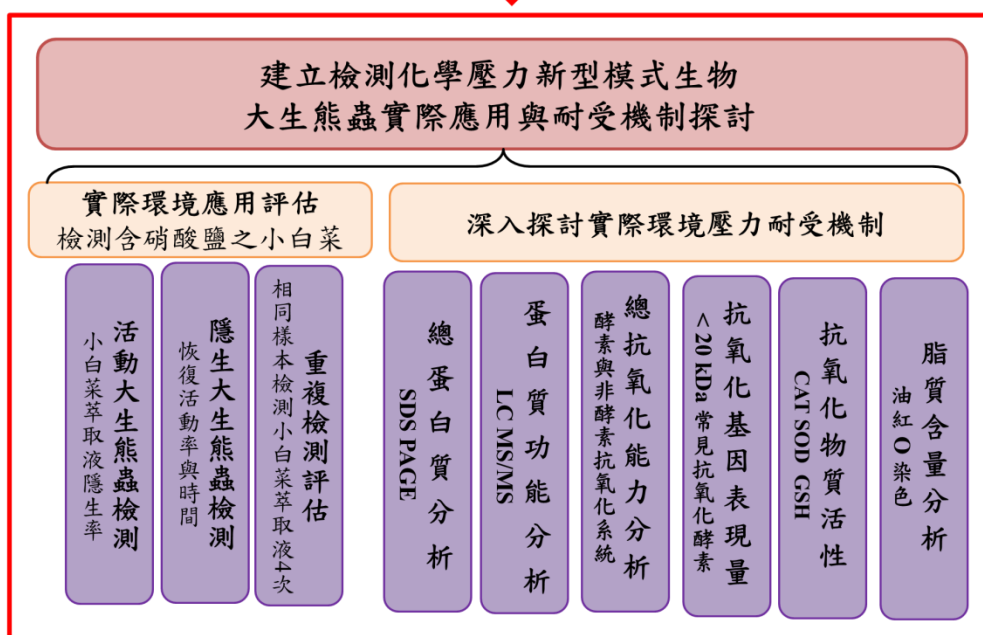 建立檢測化學壓力新型模式生物
大生熊蟲實際應用與耐受機制探討
實際環境應用評估
檢測含硝酸鹽之小白菜
深入探討實際環境壓力耐受機制
活動大生熊蟲檢測
小白菜萃取液隱生率
隱生大生熊蟲檢測
恢復活動率與時間
重複檢測評估
相同樣本檢測小白菜萃取液4次
總蛋白質分析
SDS PAGE
蛋白質功能分析
LC MS/MS
總抗氧化能力分析
酵素與非酵素抗氧化系統
抗氧化基因表現量
< 20 kDa 常見抗氧化酵素
抗氧化物質活性
CAT SOD GSH
脂質含量分析
油紅 O 染色